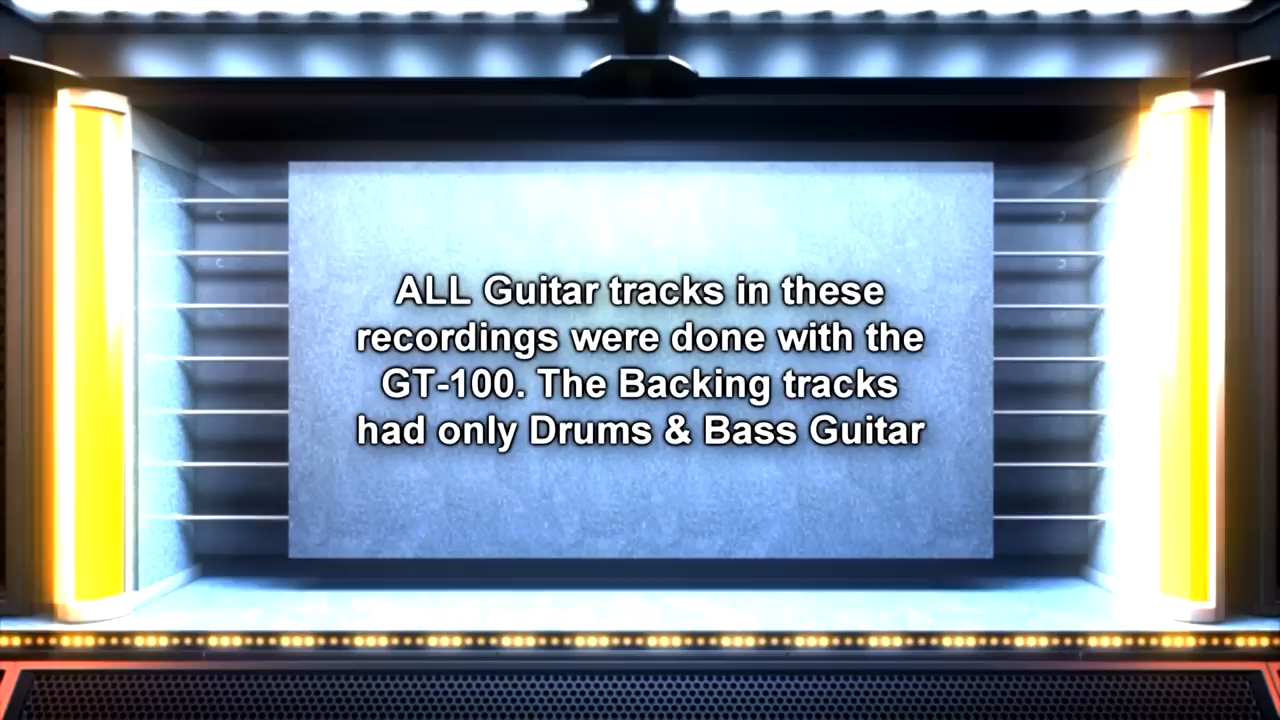 ALL Guitar tracks in these
recordings were done with the
GT-100. The Backing tracks
had only Drums & Bass Guitar